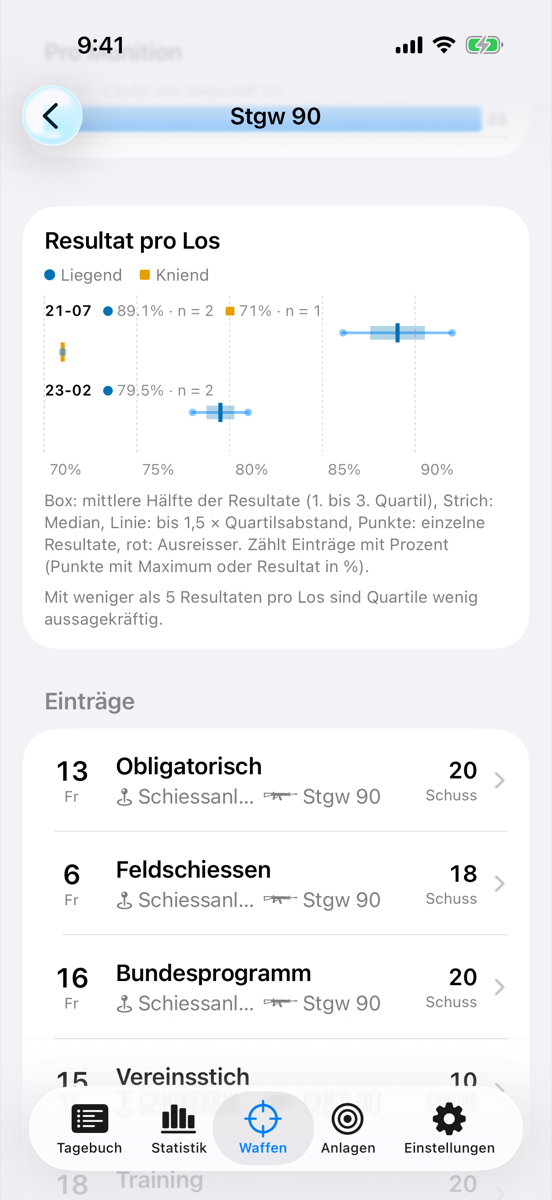 9:41
Pro Munition
Stgw 90
Resultat pro Los
Liegend Kniend
21-07 89.1% · n = 2 71% · n = 1
23-02 79.5% · n = 2
70% 75% 80% 85% 90%
Box: mittlere Hälfte der Resultate (1. bis 3. Quartil), Strich:
Median, Linie: bis 1,5 × Quartilsabstand, Punkte: einzelne
Resultate, rot: Ausreisser. Zählt Einträge mit Prozent
(Punkte mit Maximum oder Resultat in %).
Mit weniger als 5 Resultaten pro Los sind Quartile wenig
aussagekräftig.
Einträge
13 Obligatorisch 20
Fr Schiessanl... Stgw 90 Schuss
6 Feldschiessen 18
Fr Schiessanl... Stgw 90 Schuss
16 Bundesprogramm 20
Fr Schiessanl... Stgw 90 Schuss
15 Vereinsstich 10
Tagebuch Statistik Waffen Anlagen Einstellungen
18 Training 20